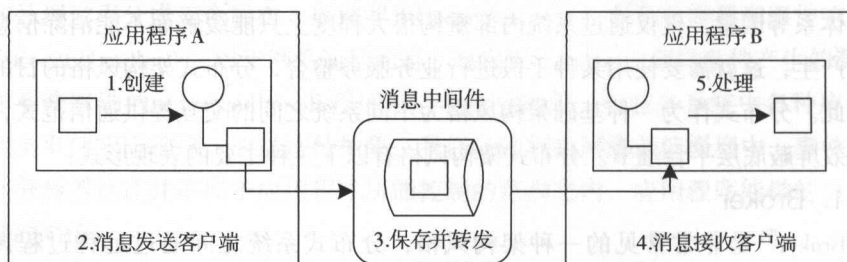 应用程序A
应用程序B
1.创建
5.处理
消息中间件
2.消息发送客户端
3.保存并转发
4.消息接收客户端